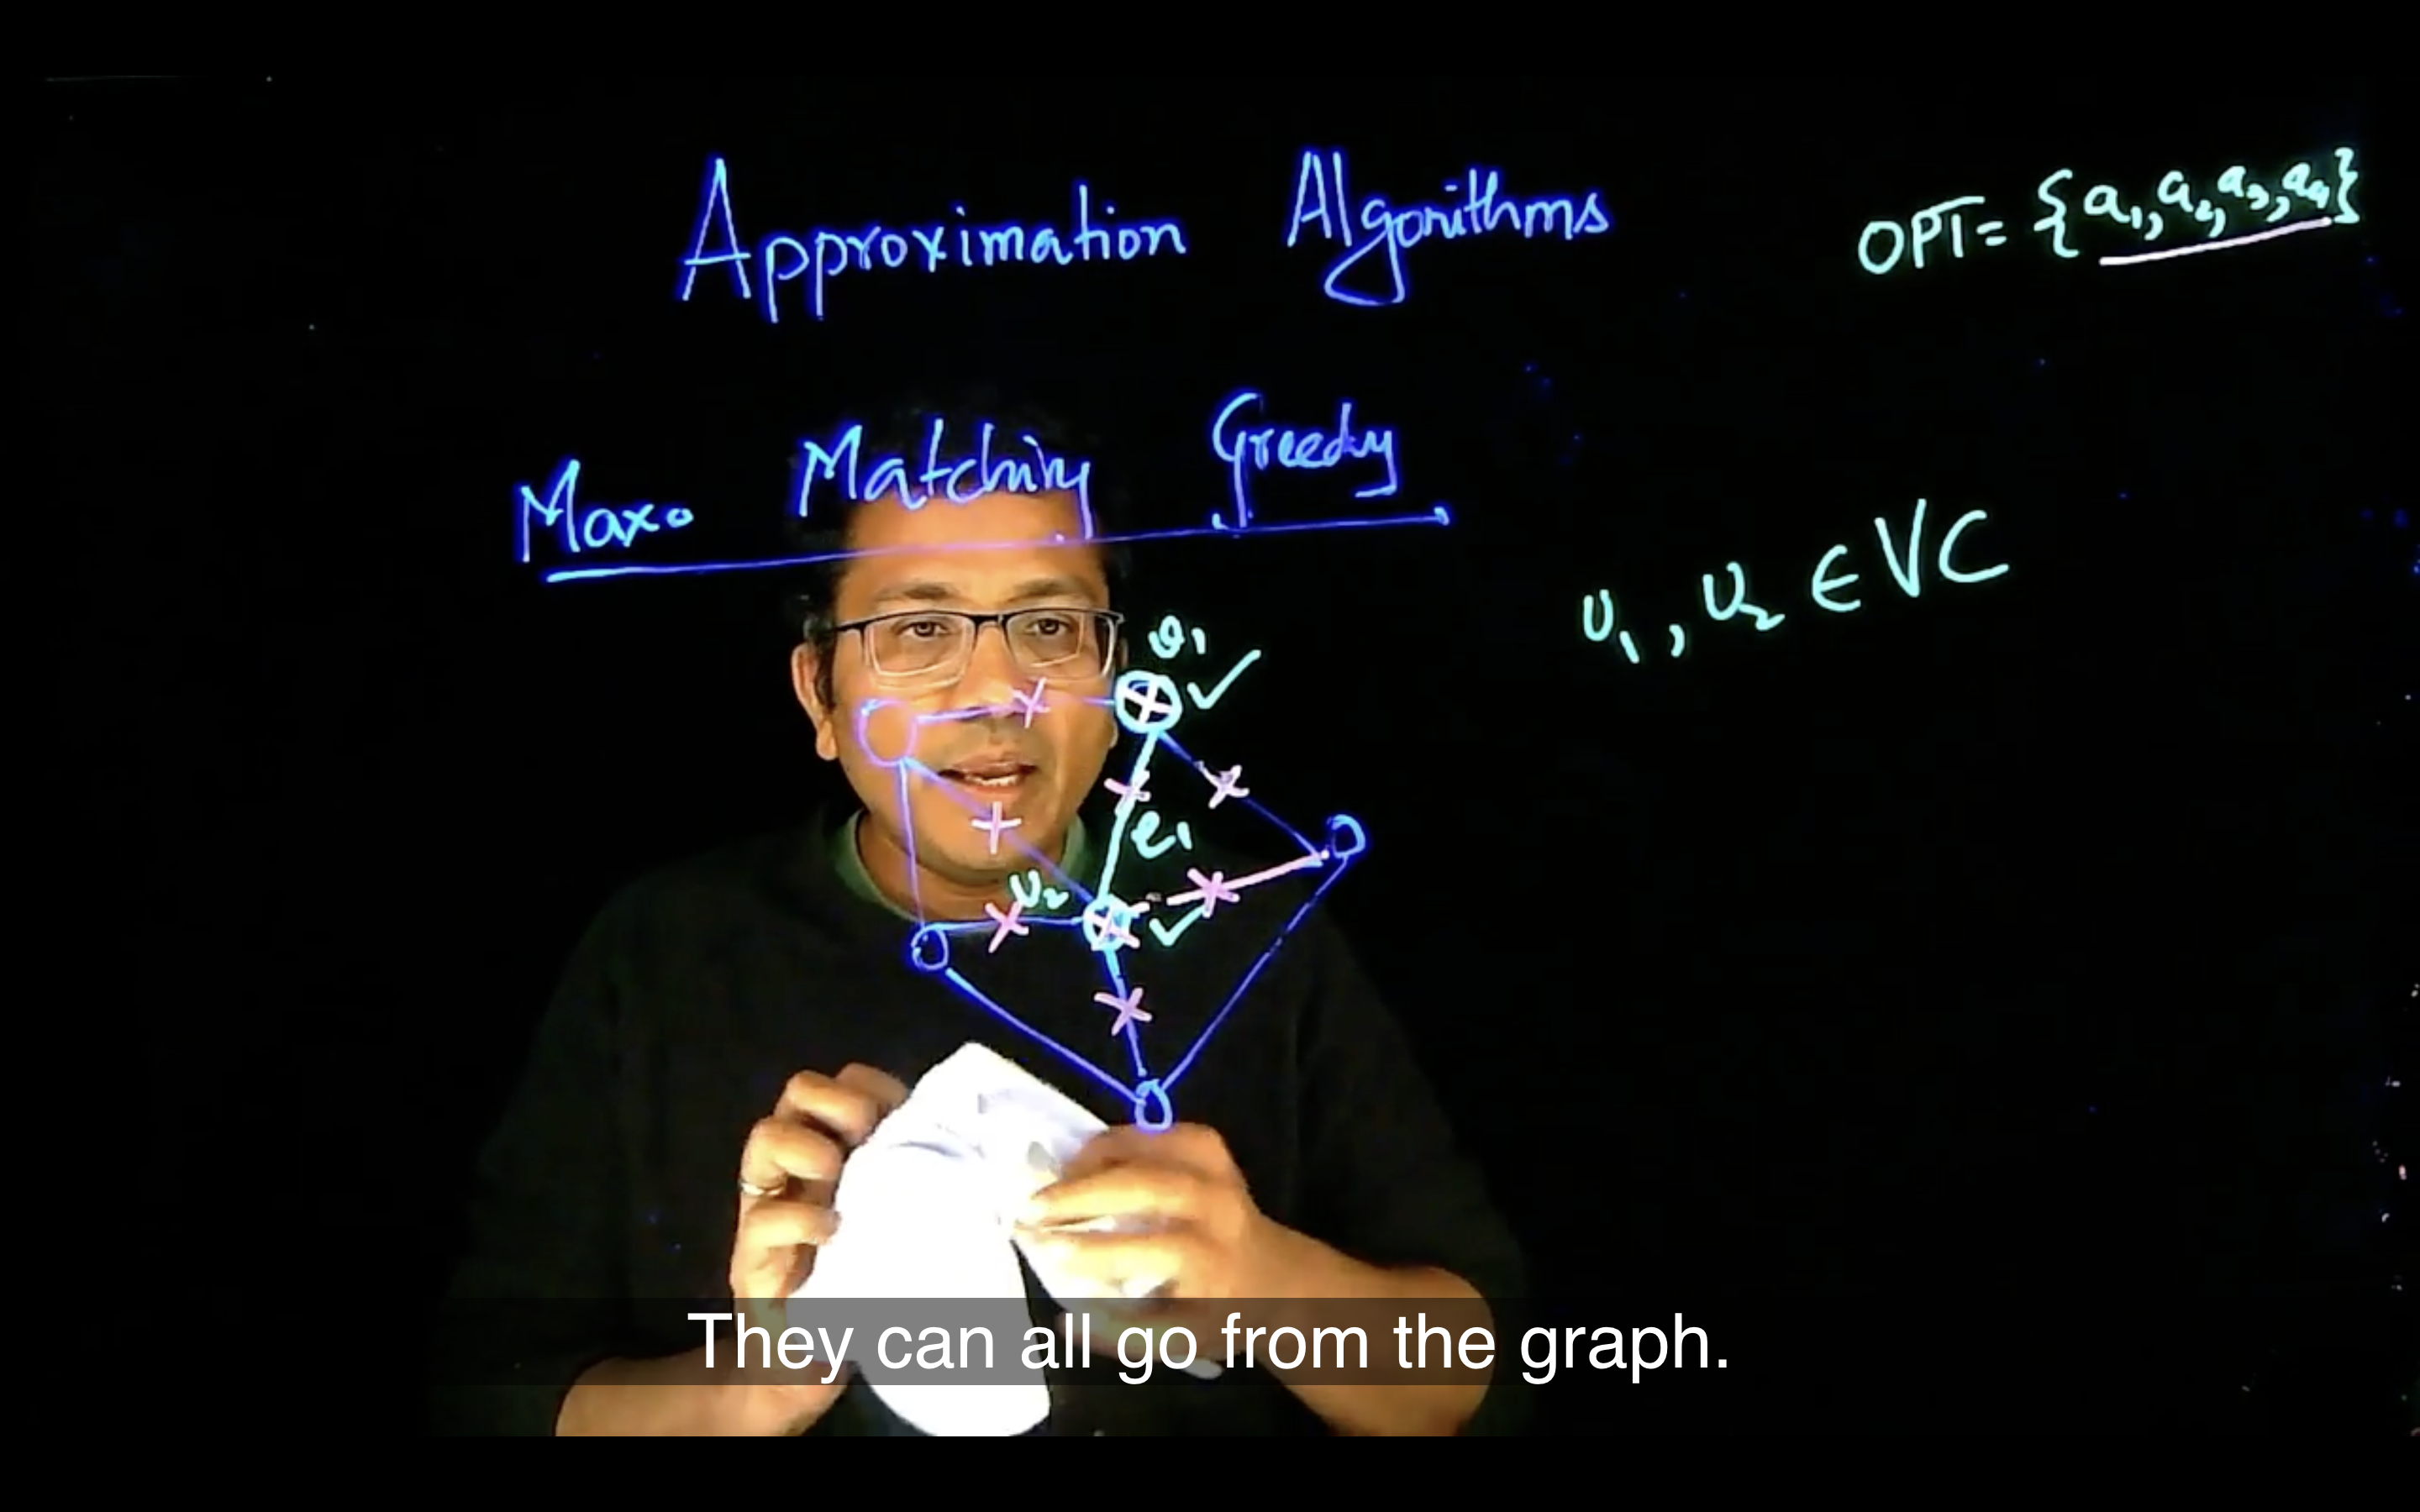 Approximation Algorithms
OPT = {a₁, a₂, a₃, a₄}
Max. Matching Greedy
v₁, v₂ ∈ VC
v₁
e₁
v₂
They can all go from the graph.